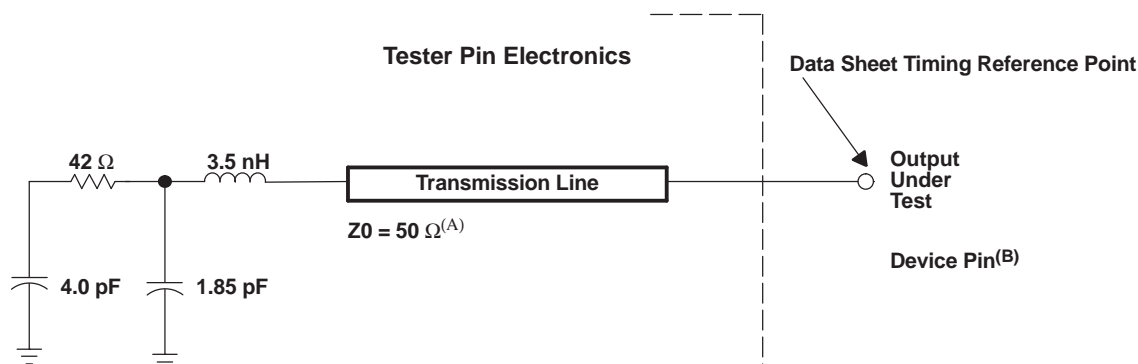 Tester Pin Electronics
Data Sheet Timing Reference Point
42 Ω
3.5 nH
Transmission Line
Output
Under
Test
Z0 = 50 Ω(A)
Device Pin(B)
4.0 pF
1.85 pF